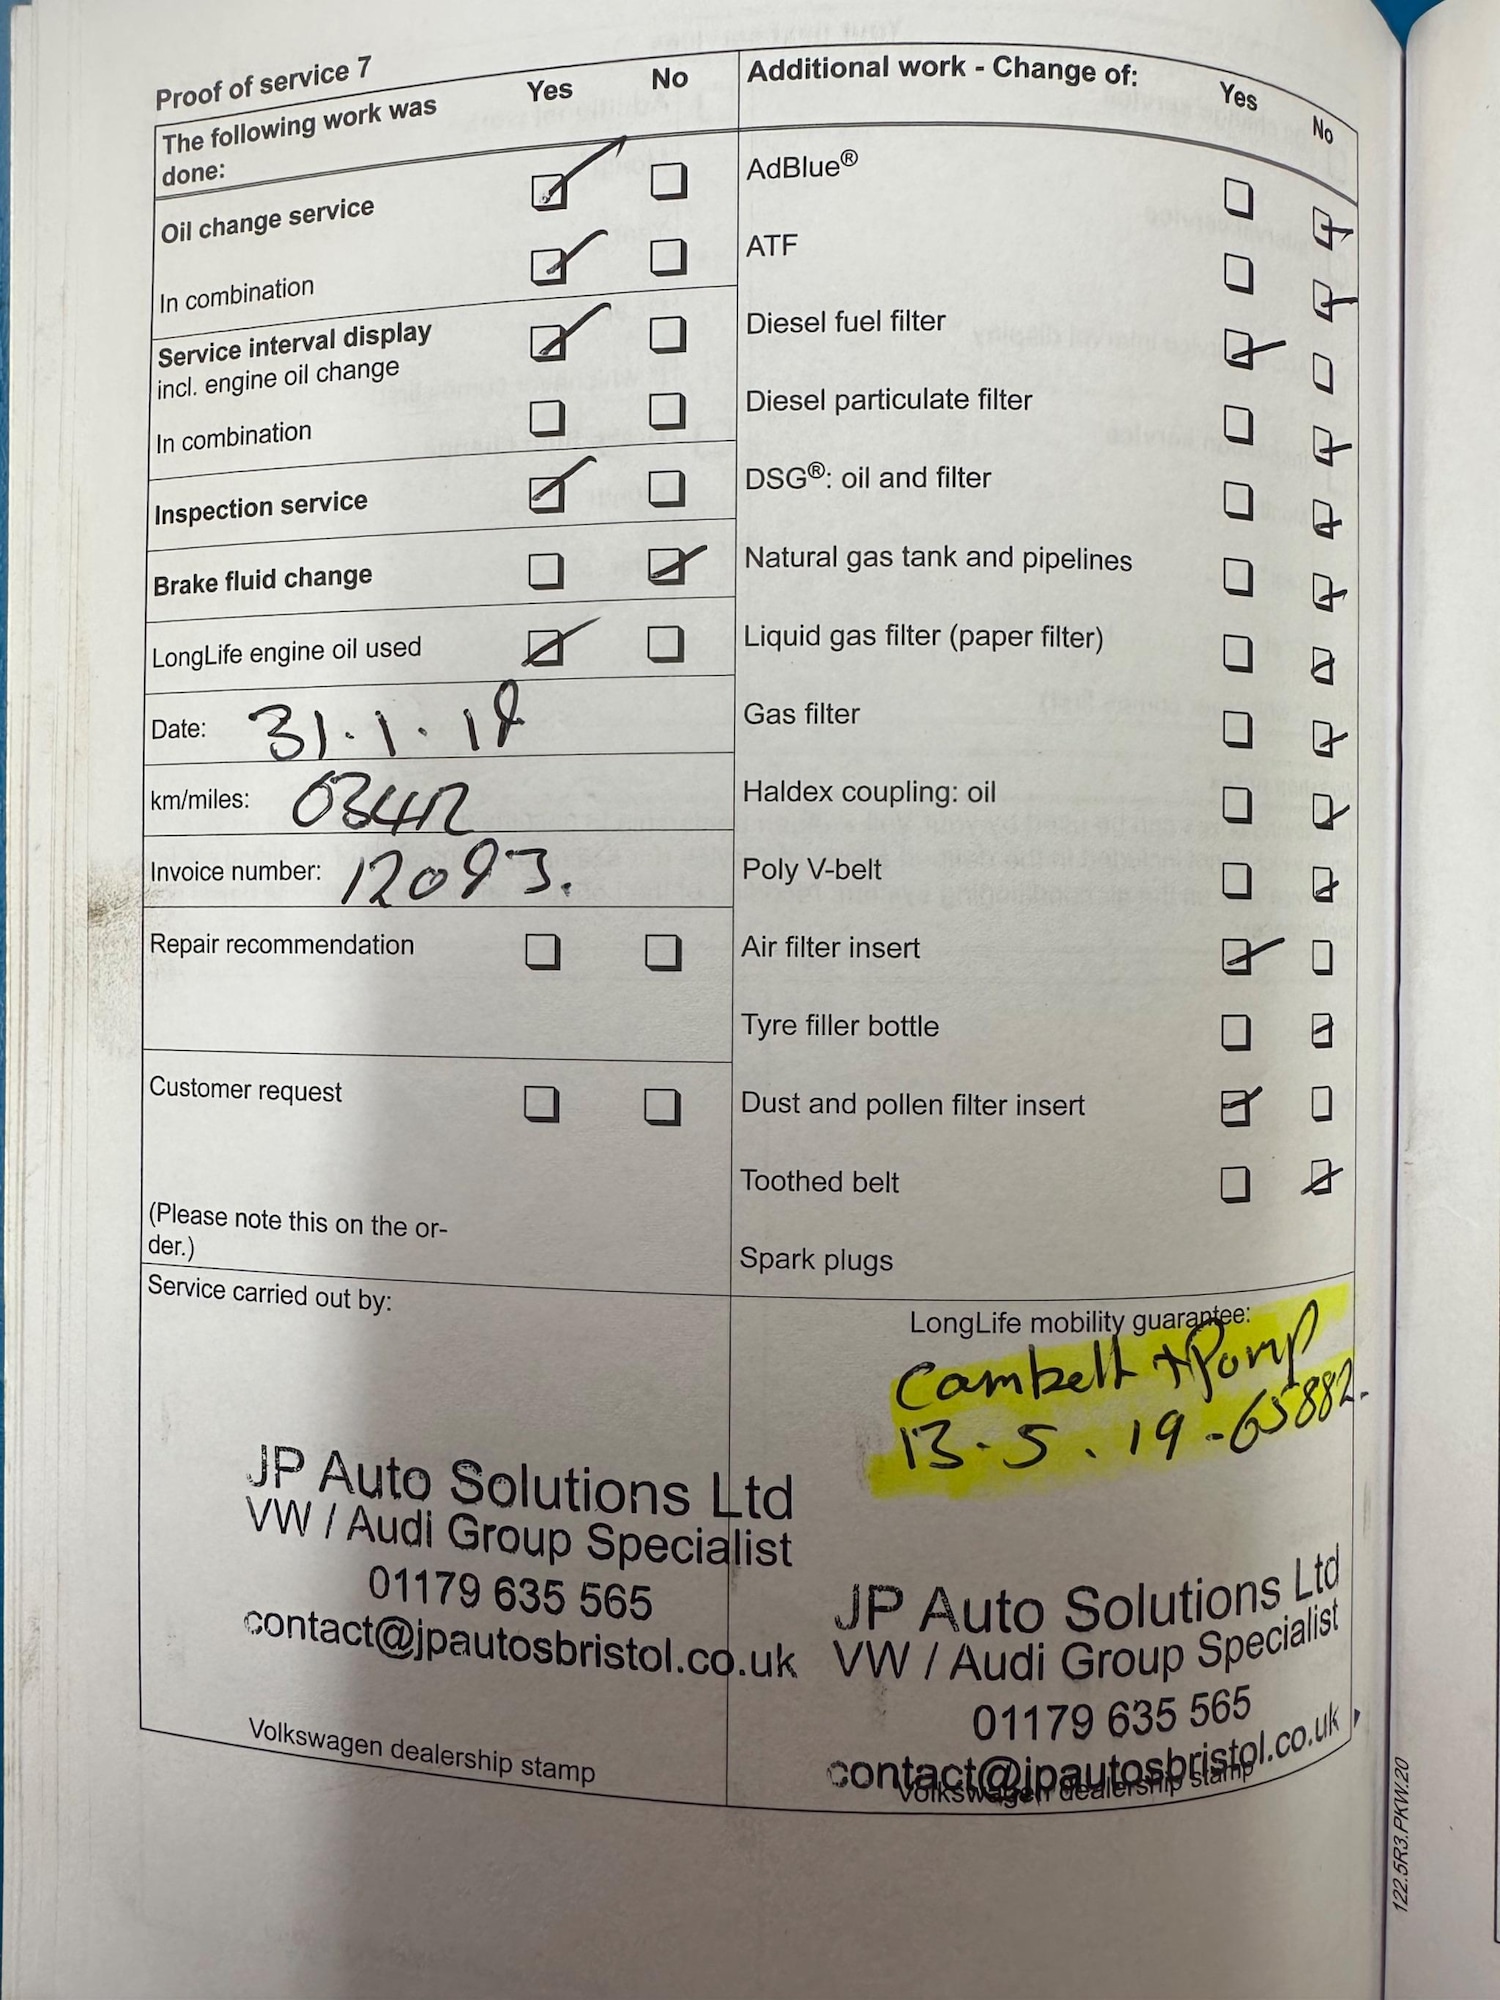 Proof of service 7
The following work was
done:
Yes
No
Oil change service
In combination
Service interval display
incl. engine oil change
In combination
Inspection service
Brake fluid change
LongLife engine oil used
Date: 31.1.18
km/miles:
Invoice number: 12093.
Repair recommendation
Customer request
(Please note this on the or-
der.)
Service carried out by:
JP Auto Solutions Ltd
VW / Audi Group Specialist
01179 635 565
contact@jpautosbristol.co.uk
Volkswagen dealership stamp
Additional work - Change of:
Yes
No
AdBlue®
ATF
Diesel fuel filter
Diesel particulate filter
DSG®: oil and filter
Natural gas tank and pipelines
Liquid gas filter (paper filter)
Gas filter
Haldex coupling: oil
Poly V-belt
Air filter insert
Tyre filler bottle
Dust and pollen filter insert
Toothed belt
Spark plugs
LongLife mobility guarantee:
Cambelt + Pump
13.5.19-65882.
JP Auto Solutions Ltd
VW / Audi Group Specialist
01179 635 565
contact@jpautosbristol.co.uk
Volkswagen dealership stamp
122.5R3.PKW.20